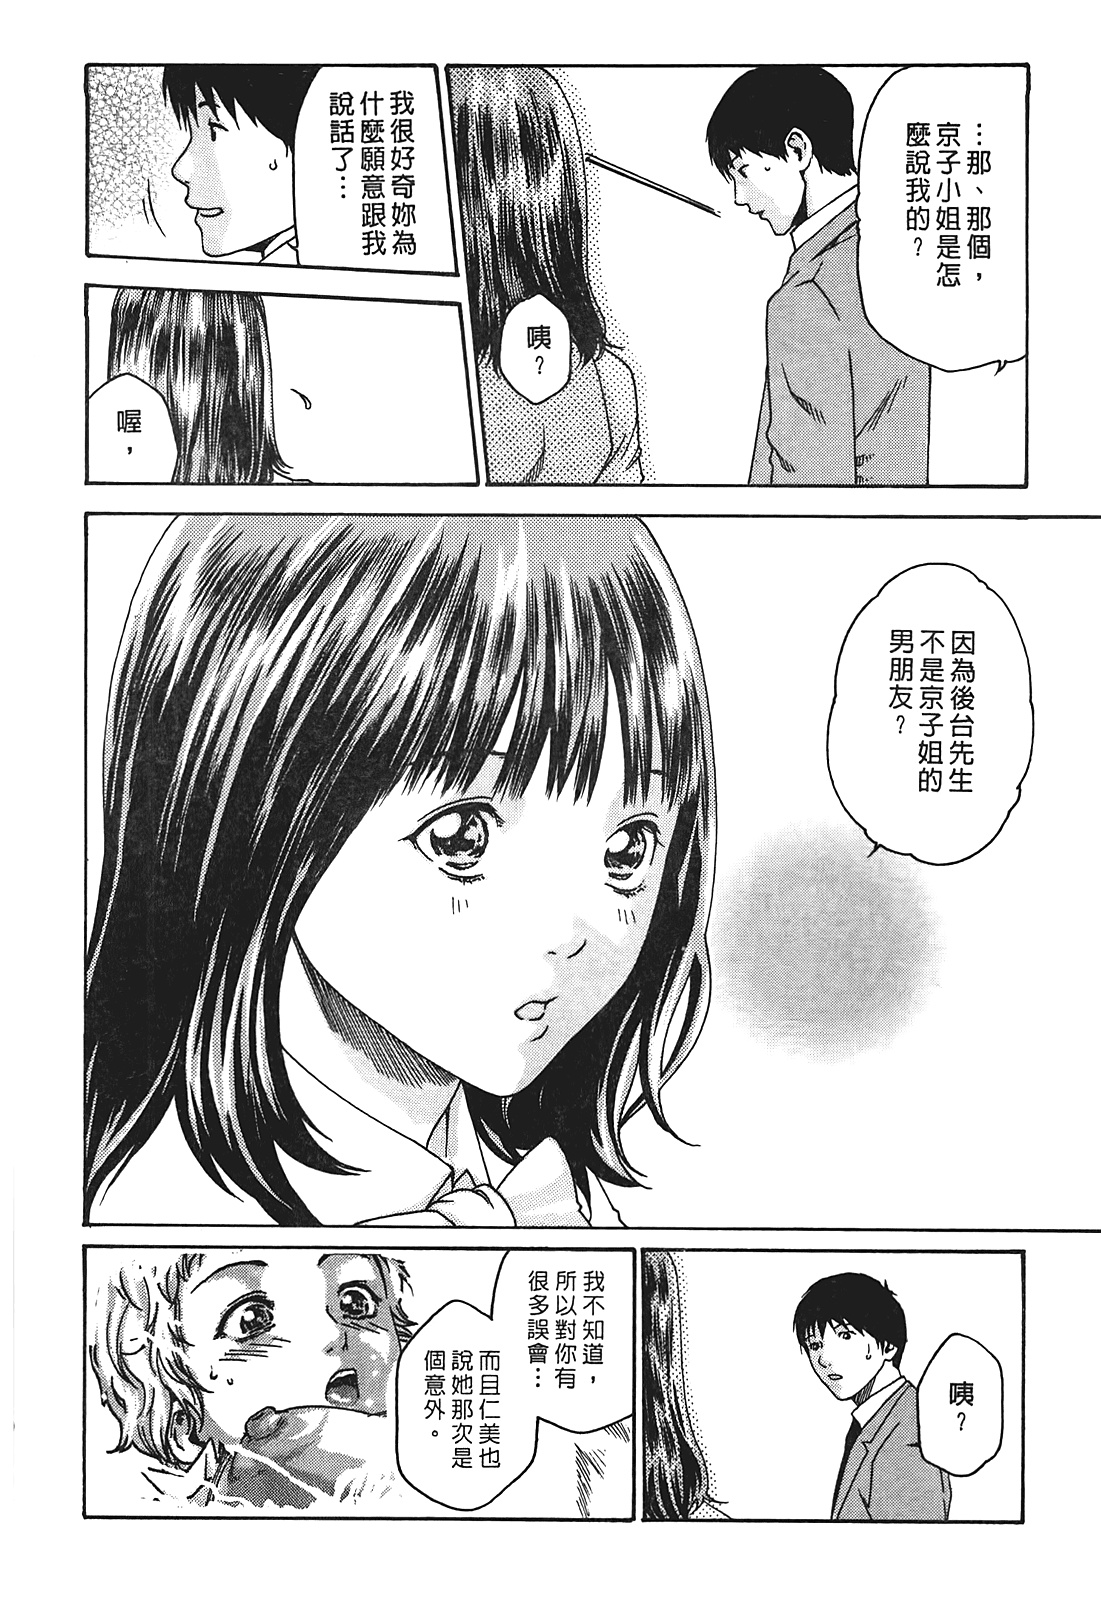 …那、那個，
京子小姐是怎
麼說我的？
咦？
我很好奇妳為
什麼願意跟我
說話了…
喔，
因為後台先生
不是京子姐的
男朋友？
咦？
我不知道，
所以對你有
很多誤會…
而且仁美也
說她那次是
個意外。